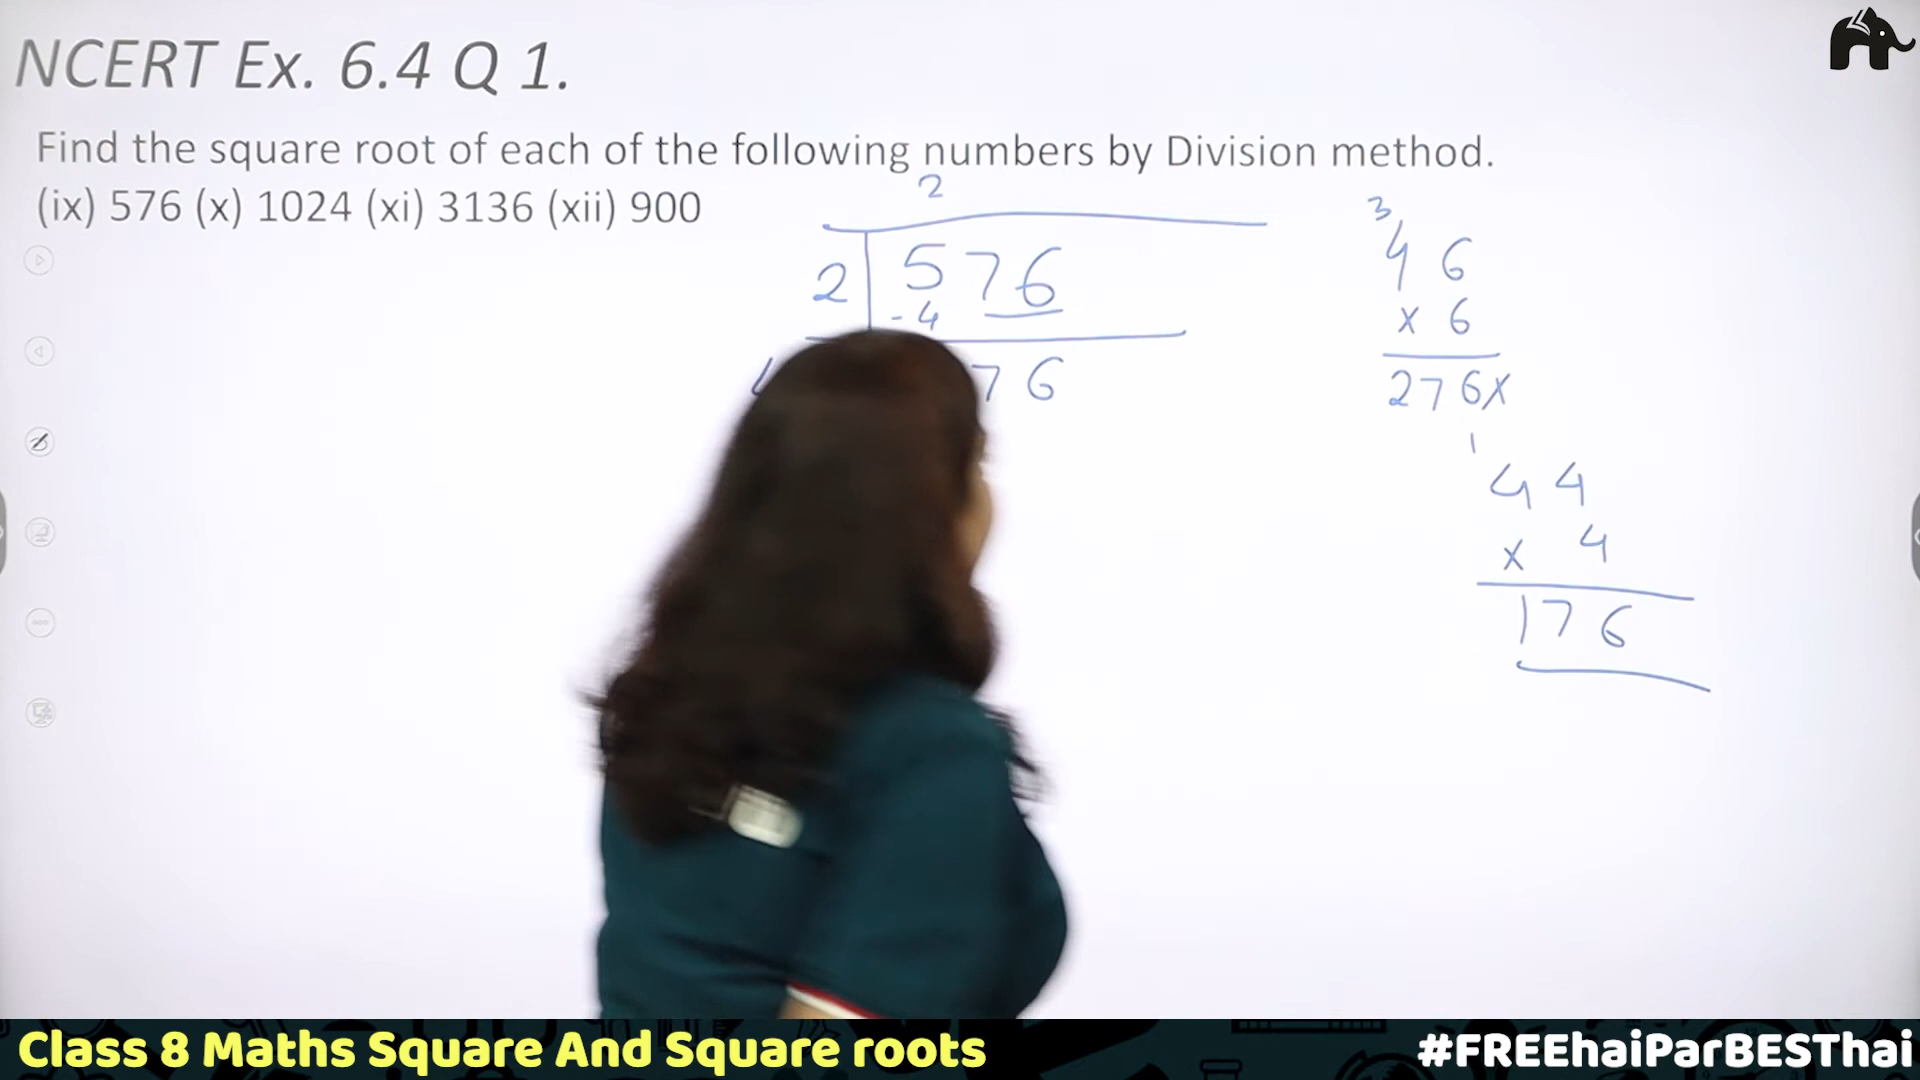 NCERT Ex. 6.4 Q 1.
Find the square root of each of the following numbers by Division method.
(ix) 576 (x) 1024 (xi) 3136 (xii) 900
2
2 576
-4
76
3
46
x 6
276x
1
44
x 4
176
Class 8 Maths Square And Square roots
#FREEhaiParBESThai